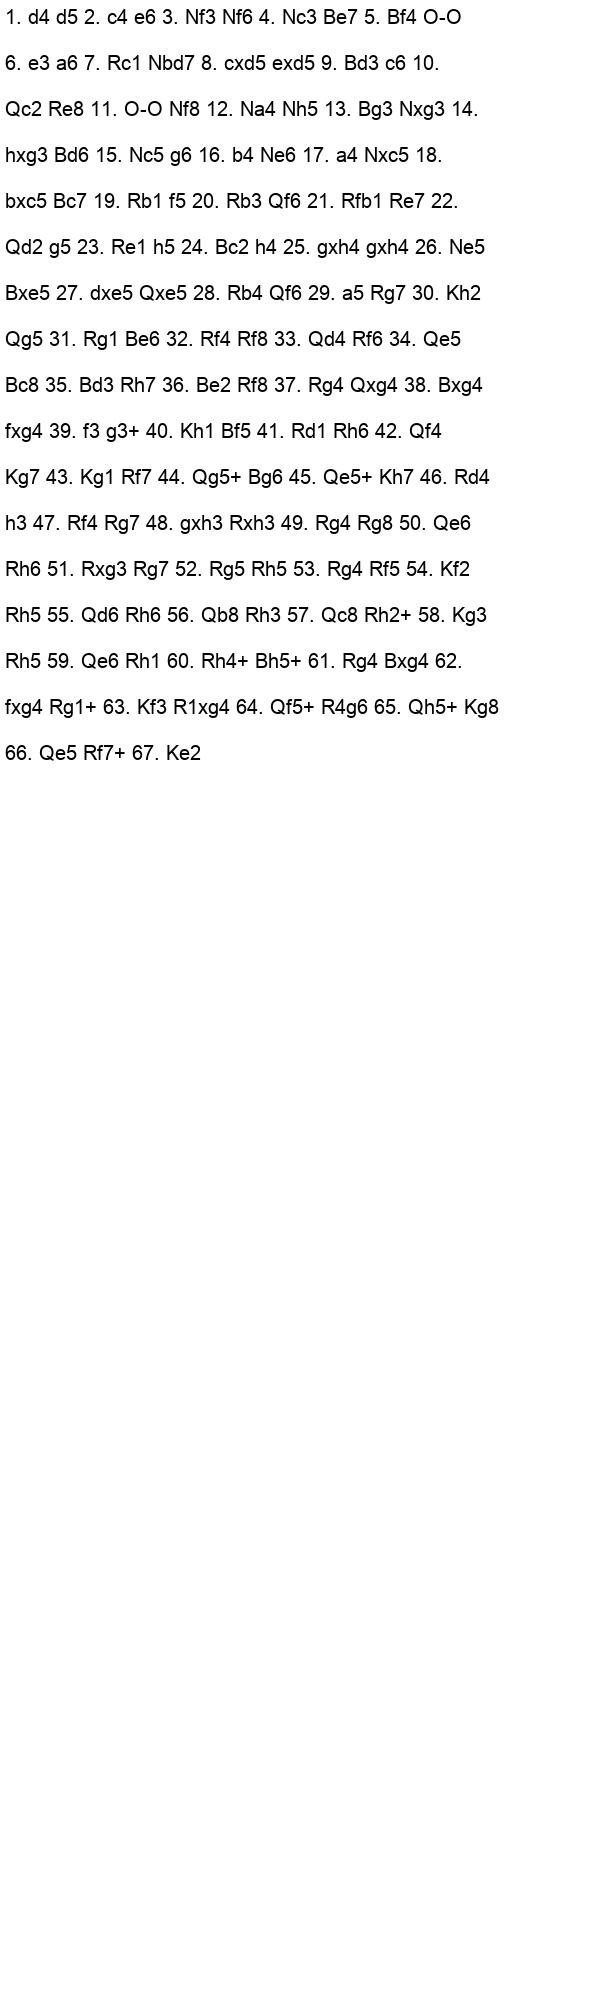 1. d4 d5 2. c4 e6 3. Nf3 Nf6 4. Nc3 Be7 5. Bf4 O-O
6. e3 a6 7. Rc1 Nbd7 8. cxd5 exd5 9. Bd3 c6 10.
Qc2 Re8 11. O-O Nf8 12. Na4 Nh5 13. Bg3 Nxg3 14.
hxg3 Bd6 15. Nc5 g6 16. b4 Ne6 17. a4 Nxc5 18.
bxc5 Bc7 19. Rb1 f5 20. Rb3 Qf6 21. Rfb1 Re7 22.
Qd2 g5 23. Re1 h5 24. Bc2 h4 25. gxh4 gxh4 26. Ne5
Bxe5 27. dxe5 Qxe5 28. Rb4 Qf6 29. a5 Rg7 30. Kh2
Qg5 31. Rg1 Be6 32. Rf4 Rf8 33. Qd4 Rf6 34. Qe5
Bc8 35. Bd3 Rh7 36. Be2 Rf8 37. Rg4 Qxg4 38. Bxg4
fxg4 39. f3 g3+ 40. Kh1 Bf5 41. Rd1 Rh6 42. Qf4
Kg7 43. Kg1 Rf7 44. Qg5+ Bg6 45. Qe5+ Kh7 46. Rd4
h3 47. Rf4 Rg7 48. gxh3 Rxh3 49. Rg4 Rg8 50. Qe6
Rh6 51. Rxg3 Rg7 52. Rg5 Rh5 53. Rg4 Rf5 54. Kf2
Rh5 55. Qd6 Rh6 56. Qb8 Rh3 57. Qc8 Rh2+ 58. Kg3
Rh5 59. Qe6 Rh1 60. Rh4+ Bh5+ 61. Rg4 Bxg4 62.
fxg4 Rg1+ 63. Kf3 R1xg4 64. Qf5+ R4g6 65. Qh5+ Kg8
66. Qe5 Rf7+ 67. Ke2